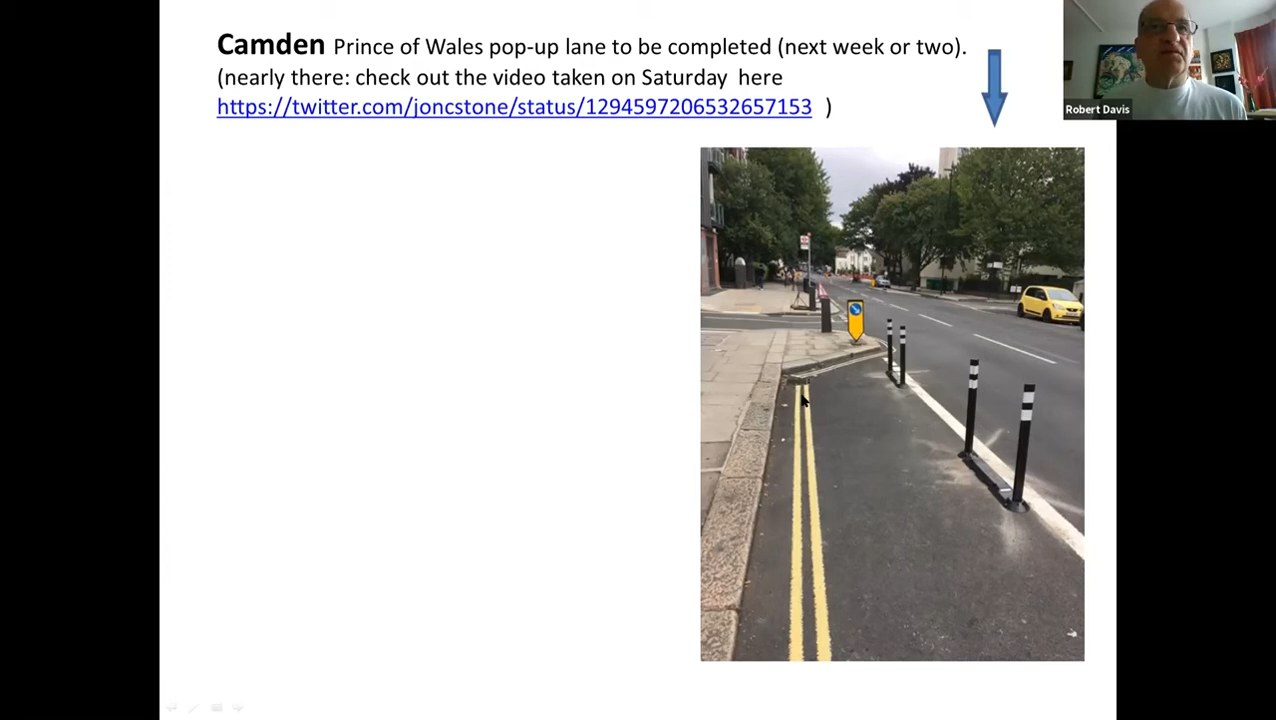 Camden Prince of Wales pop-up lane to be completed (next week or two).
(nearly there: check out the video taken on Saturday here
https://twitter.com/joncstone/status/1294597206532657153 )
Robert Davis